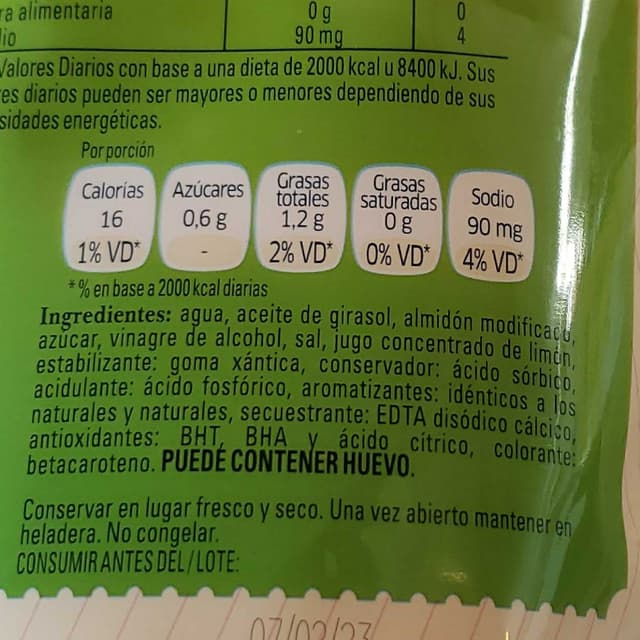 ra alimentaria 0 g 0
lio 90 mg 4
Valores Diarios con base a una dieta de 2000 kcal u 8400 kJ. Sus
es diarios pueden ser mayores o menores dependiendo de sus
sidades energéticas.
Por porción
Calorías Azúcares Grasas totales Grasas saturadas Sodio
16 0,6 g 1,2 g 0 g 90 mg
1% VD* - 2% VD* 0% VD* 4% VD*
*% en base a 2000 kcal diarias
Ingredientes: agua, aceite de girasol, almidón modificado,
azúcar, vinagre de alcohol, sal, jugo concentrado de limón,
estabilizante: goma xántica, conservador: ácido sórbico,
acidulante: ácido fosfórico, aromatizantes: idénticos a los
naturales y naturales, secuestrante: EDTA disódico cálcico,
antioxidantes: BHT, BHA y ácido cítrico, colorante:
betacaroteno. PUEDE CONTENER HUEVO.
Conservar en lugar fresco y seco. Una vez abierto mantener en
heladera. No congelar.
CONSUMIR ANTES DEL / LOTE: